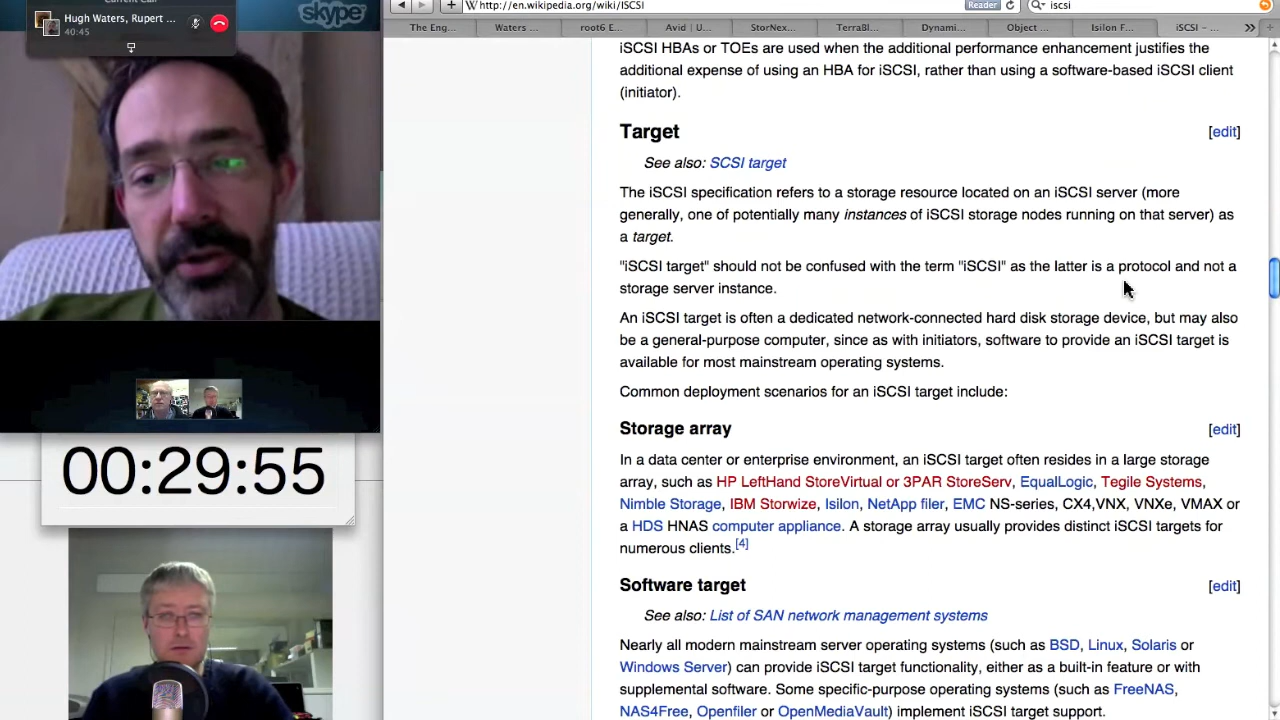 Current Call
Hugh Waters, Rupert ...
40:45
skype
00:29:55
http://en.wikipedia.org/wiki/ISCSI
Reader
iscsi
The Eng...
Waters ...
root6 E...
Avid | U...
StorNex...
TerraBl...
Dynami...
Object ...
Isilon F...
iSCSI – ...
iSCSI HBAs or TOEs are used when the additional performance enhancement justifies the
additional expense of using an HBA for iSCSI, rather than using a software-based iSCSI client
(initiator).
Target
[edit]
See also: SCSI target
The iSCSI specification refers to a storage resource located on an iSCSI server (more
generally, one of potentially many instances of iSCSI storage nodes running on that server) as
a target.
"iSCSI target" should not be confused with the term "iSCSI" as the latter is a protocol and not a
storage server instance.
An iSCSI target is often a dedicated network-connected hard disk storage device, but may also
be a general-purpose computer, since as with initiators, software to provide an iSCSI target is
available for most mainstream operating systems.
Common deployment scenarios for an iSCSI target include:
Storage array
[edit]
In a data center or enterprise environment, an iSCSI target often resides in a large storage
array, such as HP LeftHand StoreVirtual or 3PAR StoreServ, EqualLogic, Tegile Systems,
Nimble Storage, IBM Storwize, Isilon, NetApp filer, EMC NS-series, CX4,VNX, VNXe, VMAX or
a HDS HNAS computer appliance. A storage array usually provides distinct iSCSI targets for
numerous clients.[4]
Software target
[edit]
See also: List of SAN network management systems
Nearly all modern mainstream server operating systems (such as BSD, Linux, Solaris or
Windows Server) can provide iSCSI target functionality, either as a built-in feature or with
supplemental software. Some specific-purpose operating systems (such as FreeNAS,
NAS4Free, Openfiler or OpenMediaVault) implement iSCSI target support.